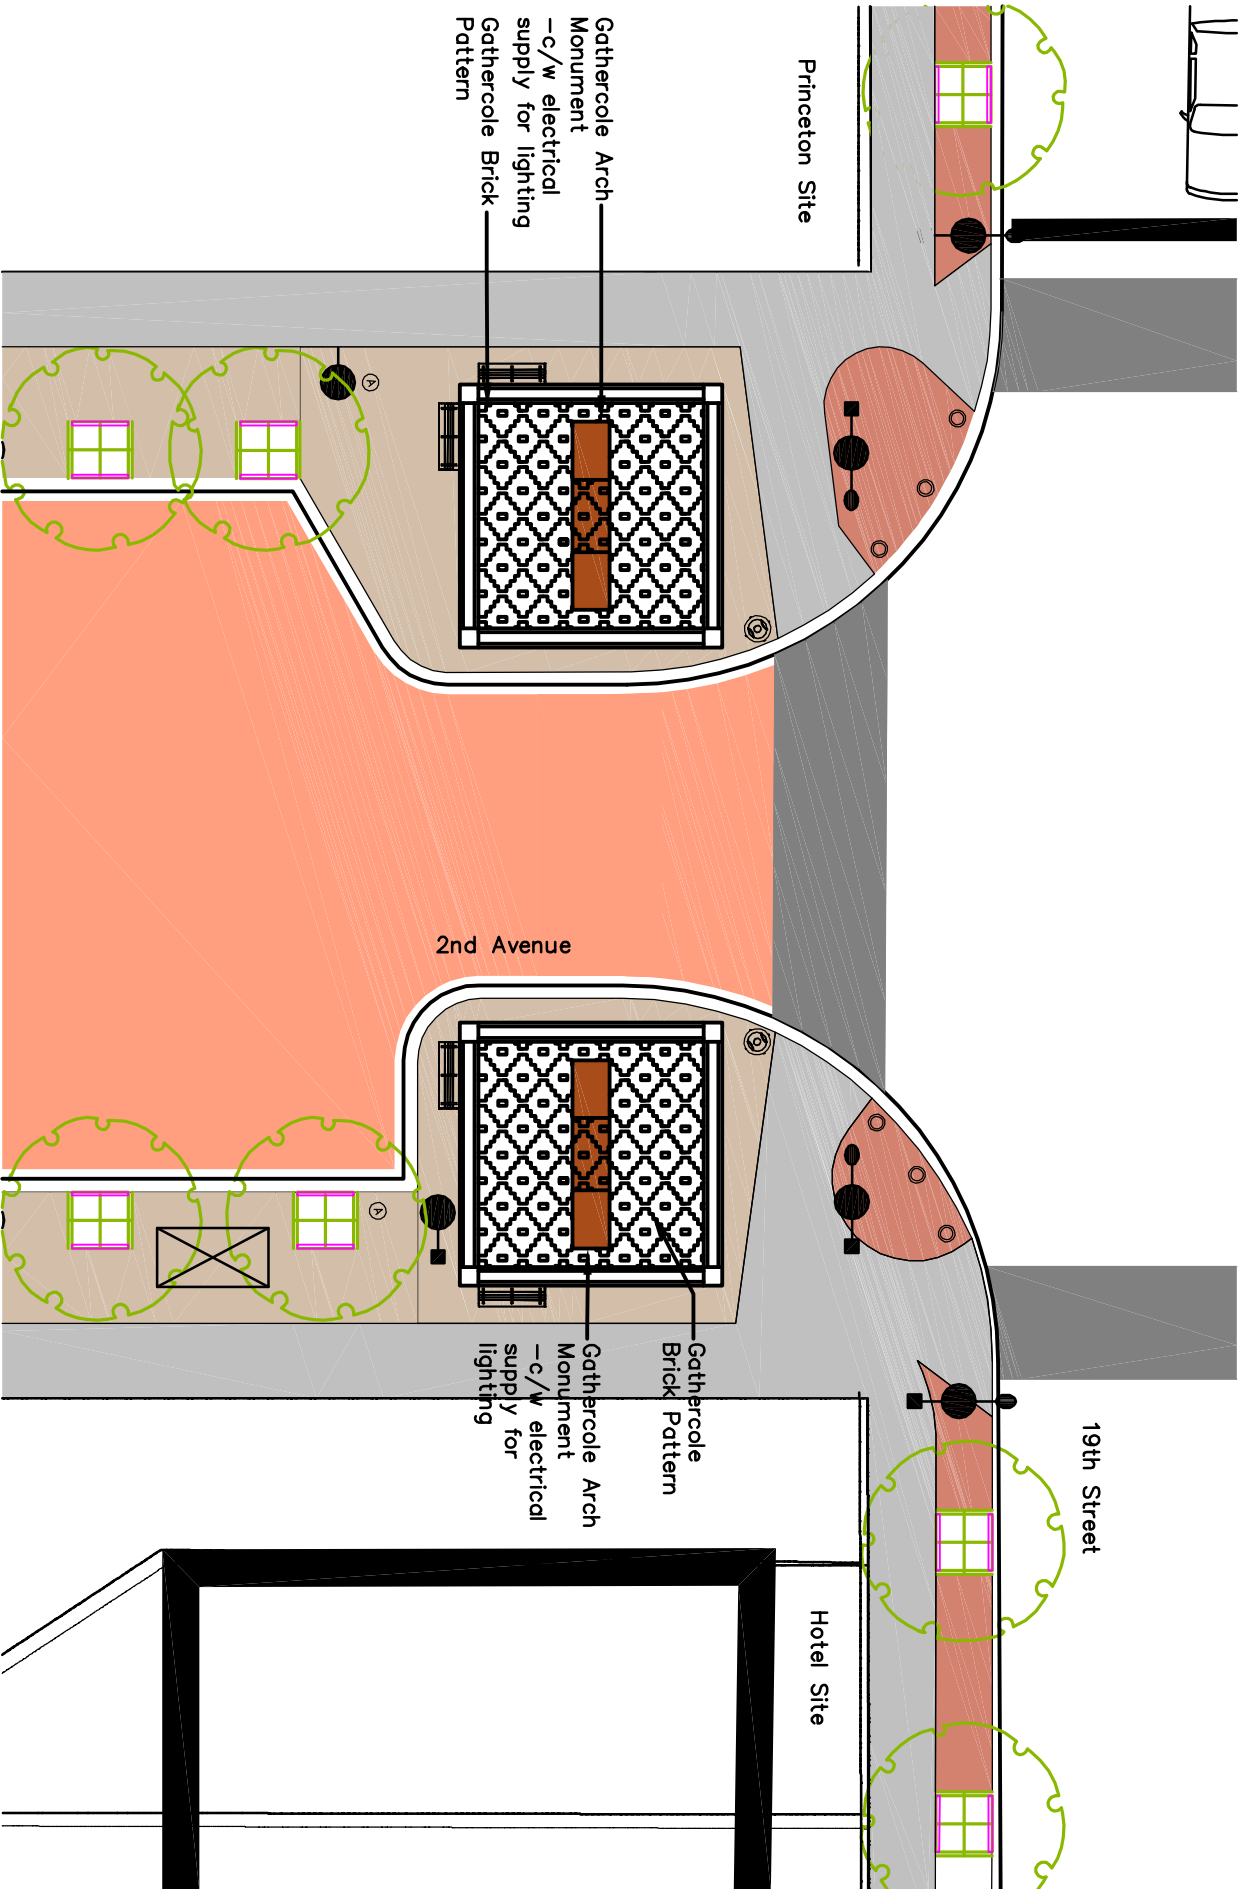 Princeton Site
Gathercole Arch
Monument
-c/w electrical
supply for lighting
Gathercole Brick
Pattern
A
2nd Avenue
A
Gathercole
Brick Pattern
Gathercole Arch
Monument
-c/w electrical
supply for
lighting
19th Street
Hotel Site